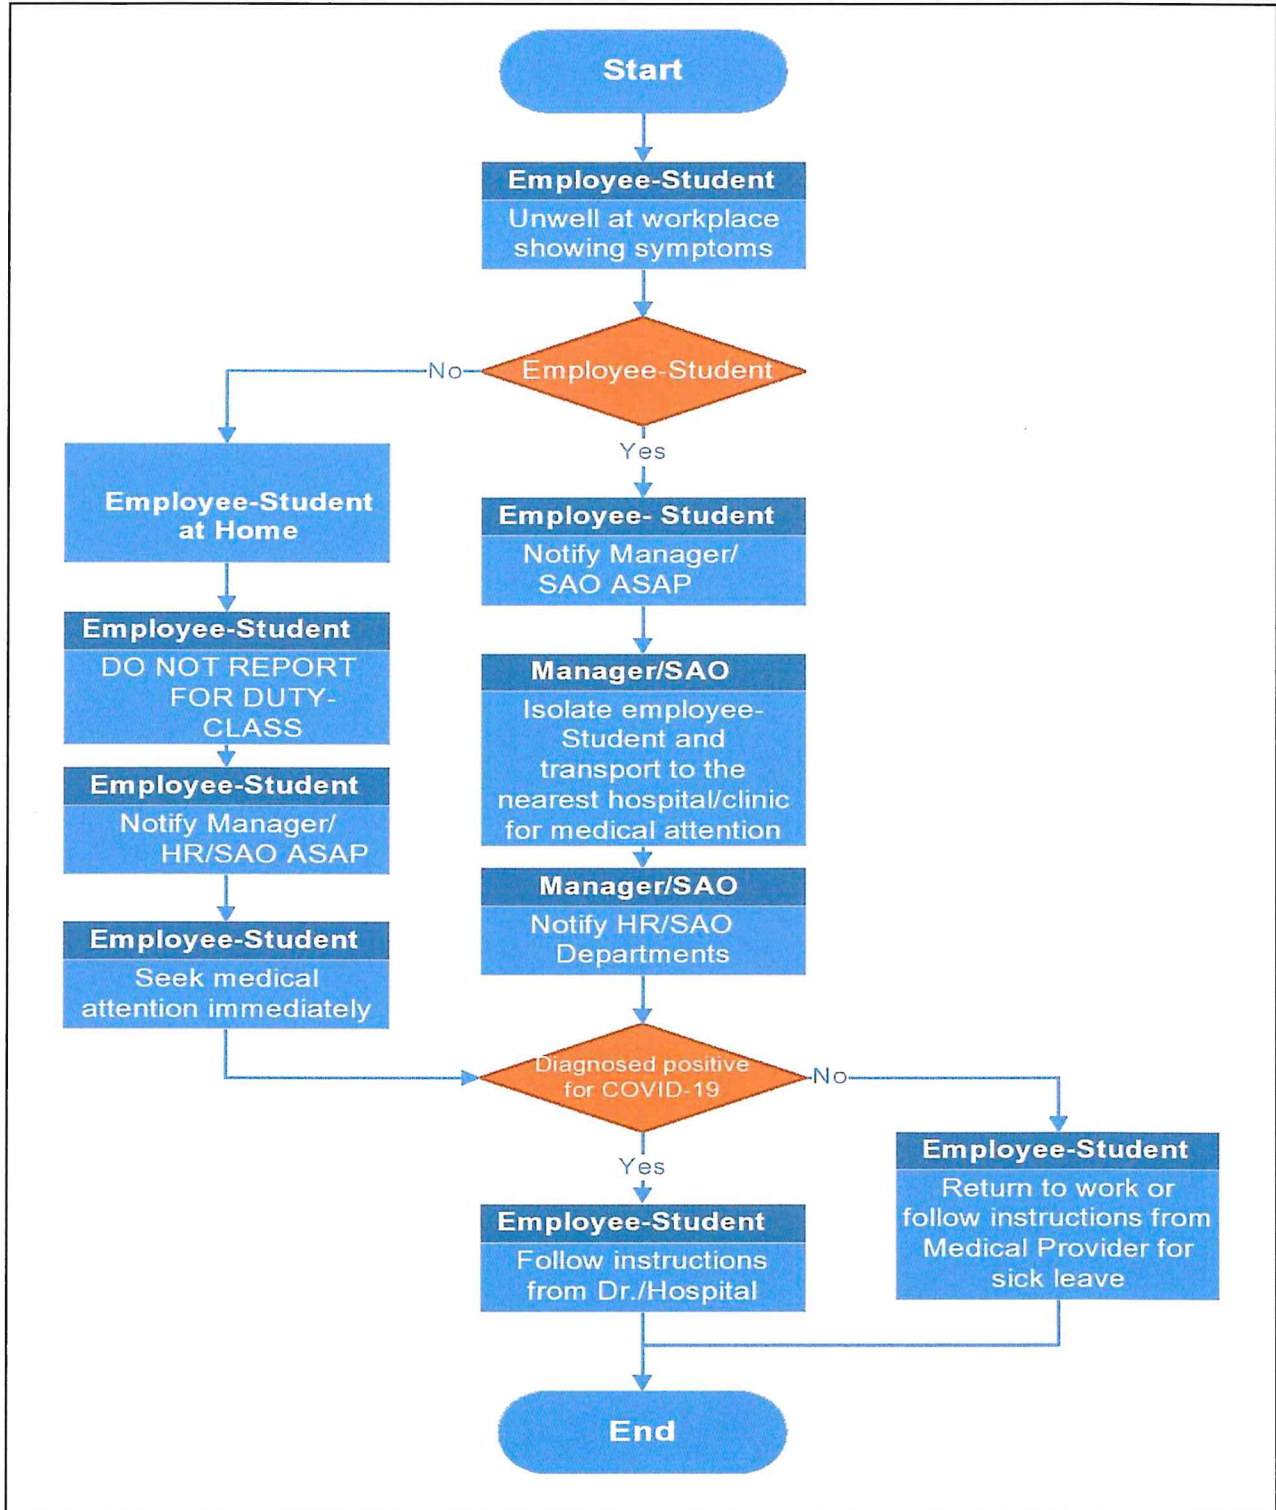 Start
Employee-Student
Unwell at workplace
showing symptoms
Employee-Student
No
Yes
Employee-Student
at Home
Employee-Student
DO NOT REPORT
FOR DUTY-
CLASS
Employee-Student
Notify Manager/
HR/SAO ASAP
Employee-Student
Seek medical
attention immediately
Employee- Student
Notify Manager/
SAO ASAP
Manager/SAO
Isolate employee-
Student and
transport to the
nearest hospital/clinic
for medical attention
Manager/SAO
Notify HR/SAO
Departments
Diagnosed positive
for COVID-19
No
Yes
Employee-Student
Follow instructions
from Dr./Hospital
Employee-Student
Return to work or
follow instructions from
Medical Provider for
sick leave
End